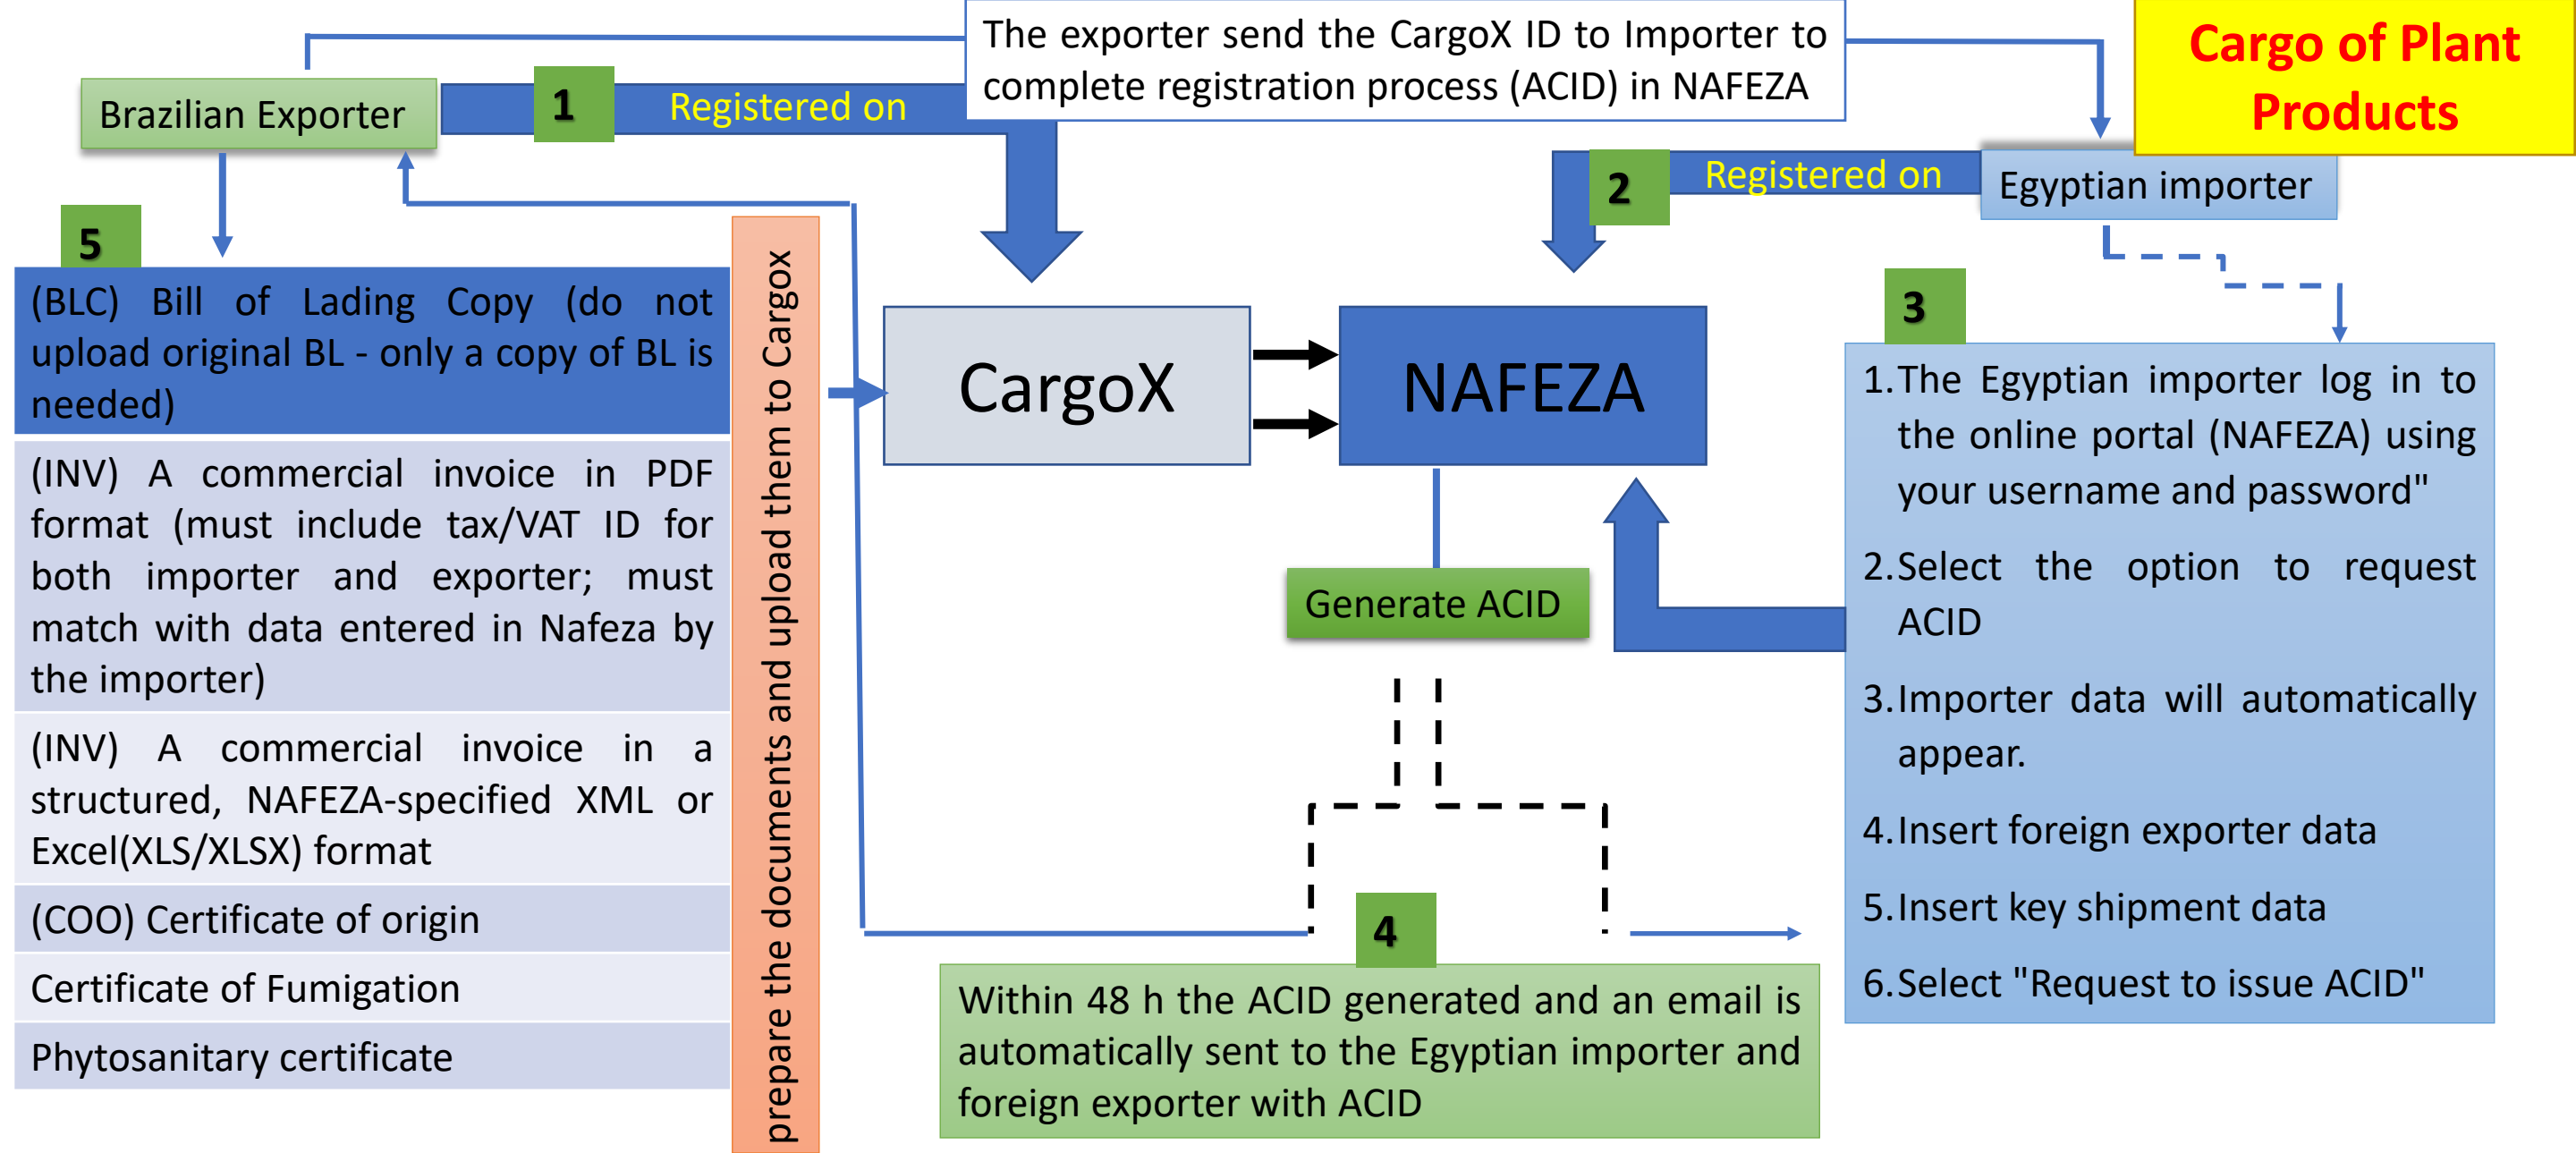 The exporter send the CargoX ID to Importer to
complete registration process (ACID) in NAFEZA
Cargo of Plant
Products
Brazilian Exporter
1
Registered on
2
Registered on
Egyptian importer
5
(BLC) Bill of Lading Copy (do not
upload original BL - only a copy of BL is
needed)
(INV) A commercial invoice in PDF
format (must include tax/VAT ID for
both importer and exporter; must
match with data entered in Nafeza by
the importer)
(INV) A commercial invoice in a
structured, NAFEZA-specified XML or
Excel(XLS/XLSX) format
(COO) Certificate of origin
Certificate of Fumigation
Phytosanitary certificate
prepare the documents and upload them to Cargox
CargoX
NAFEZA
Generate ACID
3
1.The Egyptian importer log in to
the online portal (NAFEZA) using
your username and password"
2.Select the option to request
ACID
3.Importer data will automatically
appear.
4.Insert foreign exporter data
5.Insert key shipment data
6.Select "Request to issue ACID"
4
Within 48 h the ACID generated and an email is
automatically sent to the Egyptian importer and
foreign exporter with ACID